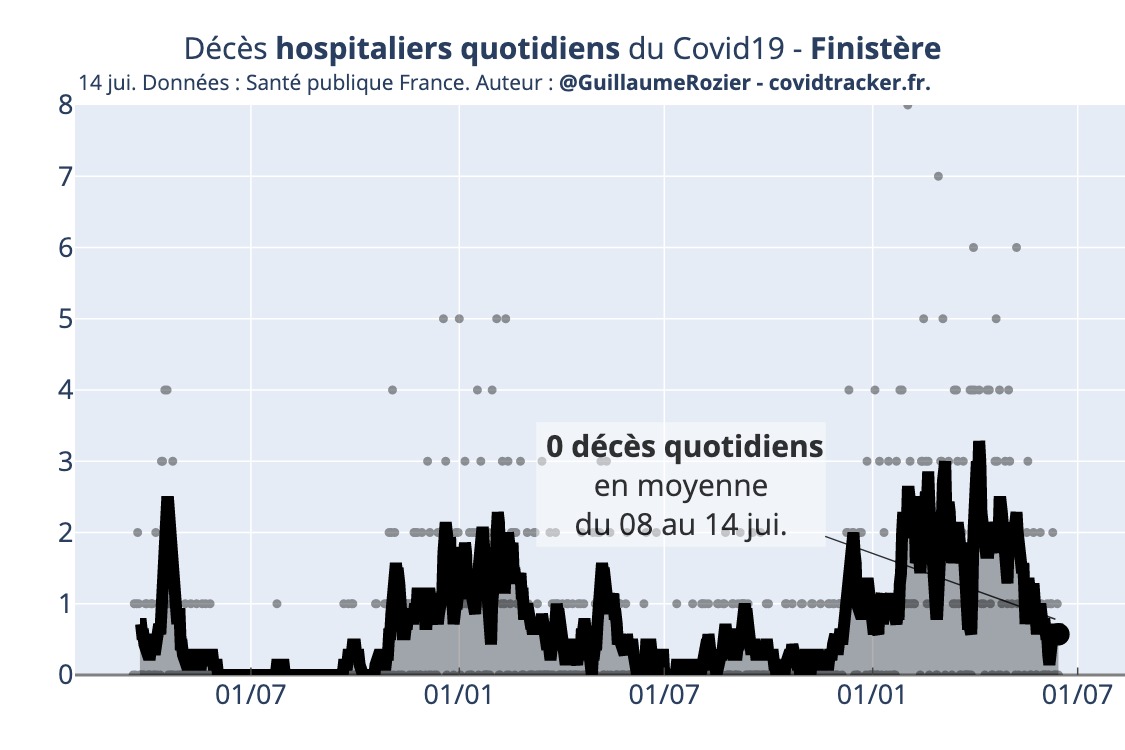 Décès hospitaliers quotidiens du Covid19 - Finistère
14 jui. Données : Santé publique France. Auteur : @GuillaumeRozier - covidtracker.fr.
8
7
6
5
4
3
2
1
0
0 décès quotidiens
en moyenne
du 08 au 14 jui.
01/07 01/01 01/07 01/01 01/07